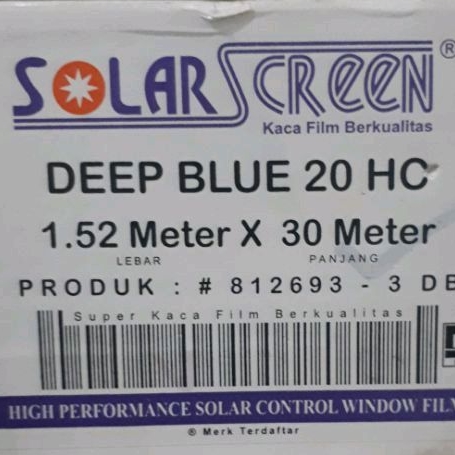 SOLAR SCREEN ®
Kaca Film Berkualitas
DEEP BLUE 20 HC
1.52 Meter X 30 Meter
LEBAR PANJANG
PRODUK : # 812693 - 3 DB
Super Kaca Film Berkualitas
HIGH PERFORMANCE SOLAR CONTROL WINDOW FILM
® Merk Terdaftar